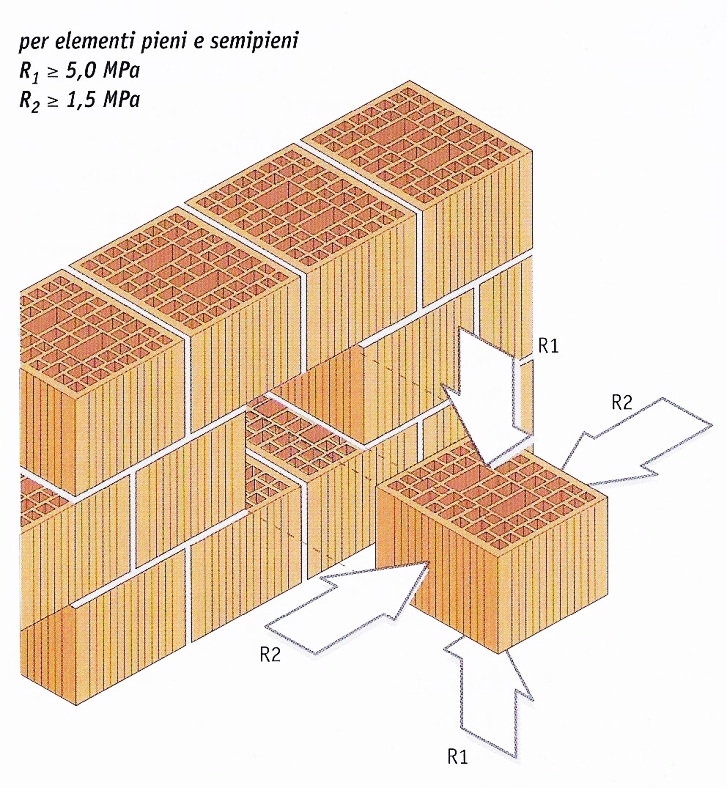 per elementi pieni e semipieni
R₁ ≥ 5,0 MPa
R₂ ≥ 1,5 MPa
R1
R2
R2
R1